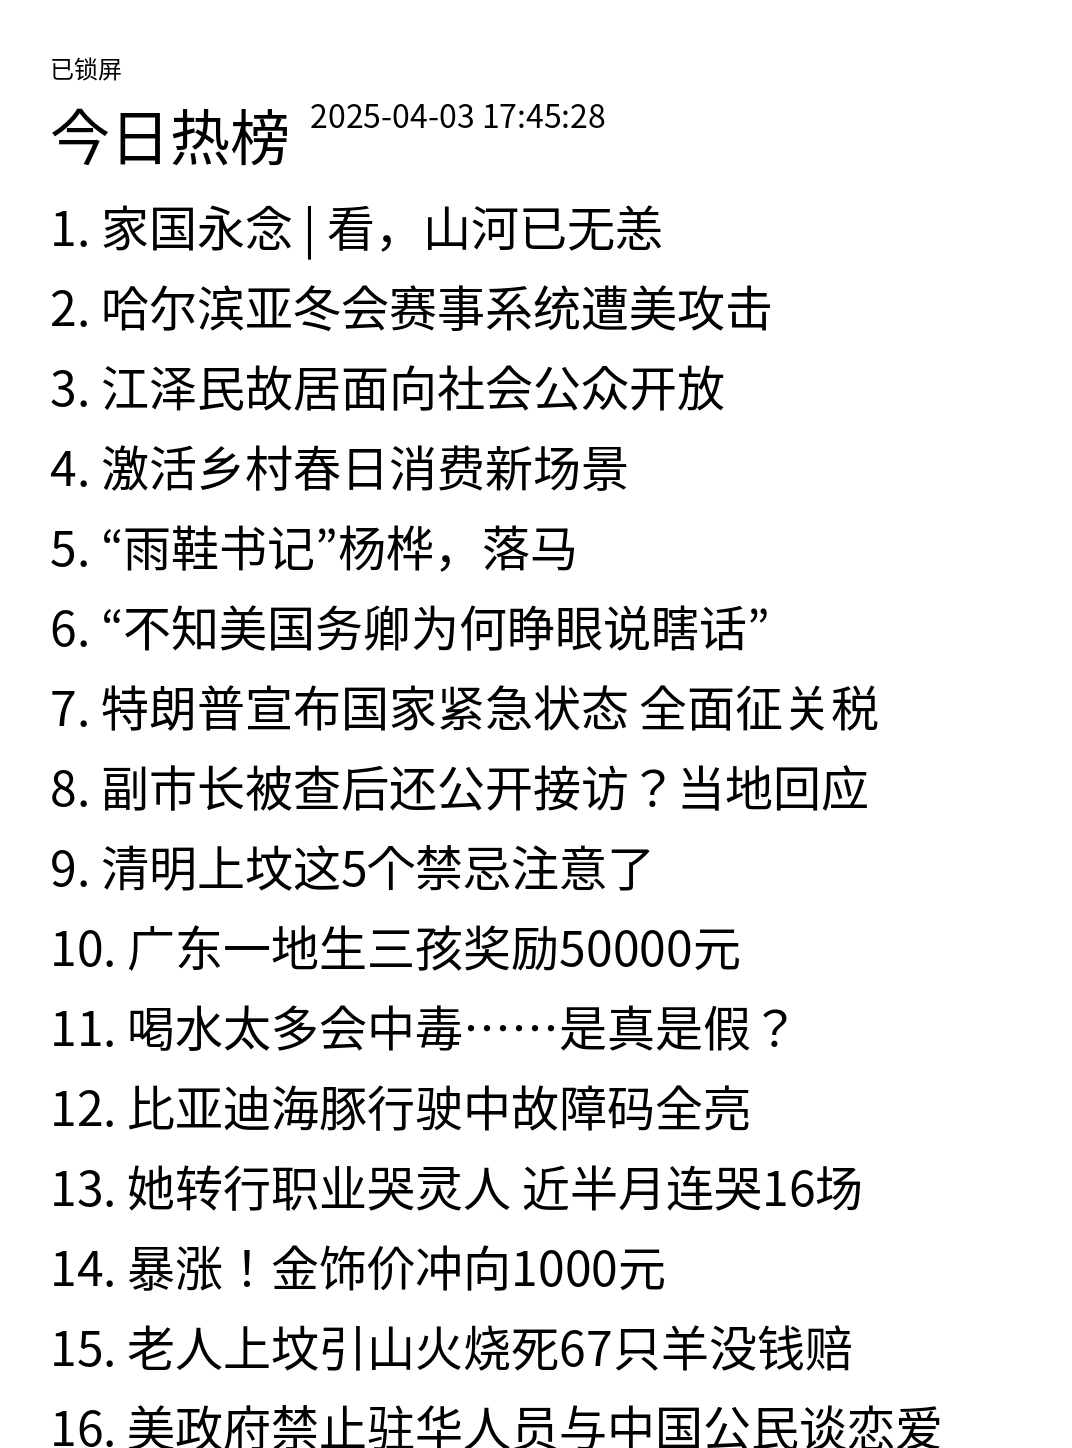 已锁屏
今日热榜 2025-04-03 17:45:28
1. 家国永念 | 看，山河已无恙
2. 哈尔滨亚冬会赛事系统遭美攻击
3. 江泽民故居面向社会公众开放
4. 激活乡村春日消费新场景
5. “雨鞋书记”杨桦，落马
6. “不知美国务卿为何睁眼说瞎话”
7. 特朗普宣布国家紧急状态 全面征关税
8. 副市长被查后还公开接访？当地回应
9. 清明上坟这5个禁忌注意了
10. 广东一地生三孩奖励50000元
11. 喝水太多会中毒……是真是假？
12. 比亚迪海豚行驶中故障码全亮
13. 她转行职业哭灵人 近半月连哭16场
14. 暴涨！金饰价冲向1000元
15. 老人上坟引山火烧死67只羊没钱赔
16. 美政府禁止驻华人员与中国公民谈恋爱